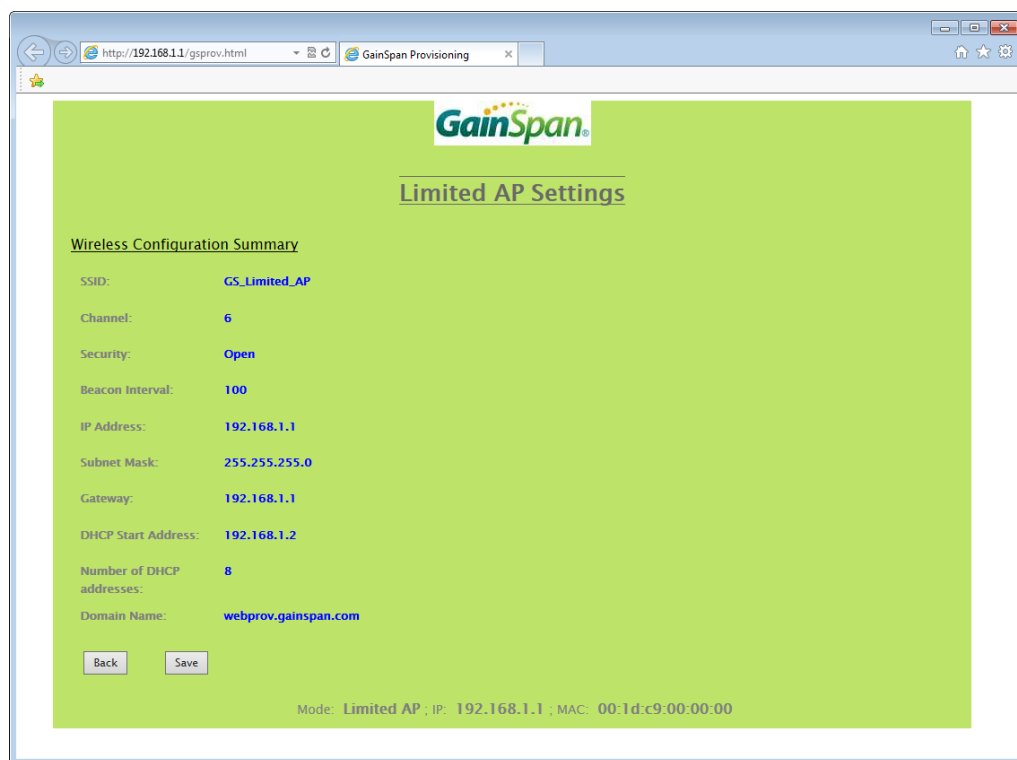 http://192.168.1.1/gsprov.html
GainSpan Provisioning
GainSpan®
Limited AP Settings
Wireless Configuration Summary
SSID: GS_Limited_AP
Channel: 6
Security: Open
Beacon Interval: 100
IP Address: 192.168.1.1
Subnet Mask: 255.255.255.0
Gateway: 192.168.1.1
DHCP Start Address: 192.168.1.2
Number of DHCP 8
addresses:
Domain Name: webprov.gainspan.com
Back Save
Mode: Limited AP ; IP: 192.168.1.1 ; MAC: 00:1d:c9:00:00:00